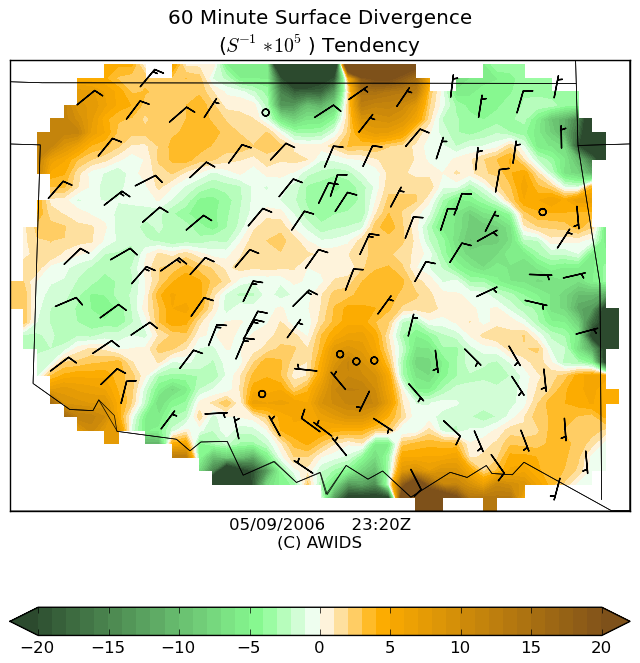 60 Minute Surface Divergence
(S⁻¹ *10⁵ ) Tendency
05/09/2006 23:20Z
(C) AWIDS
−20 −15 −10 −5 0 5 10 15 20